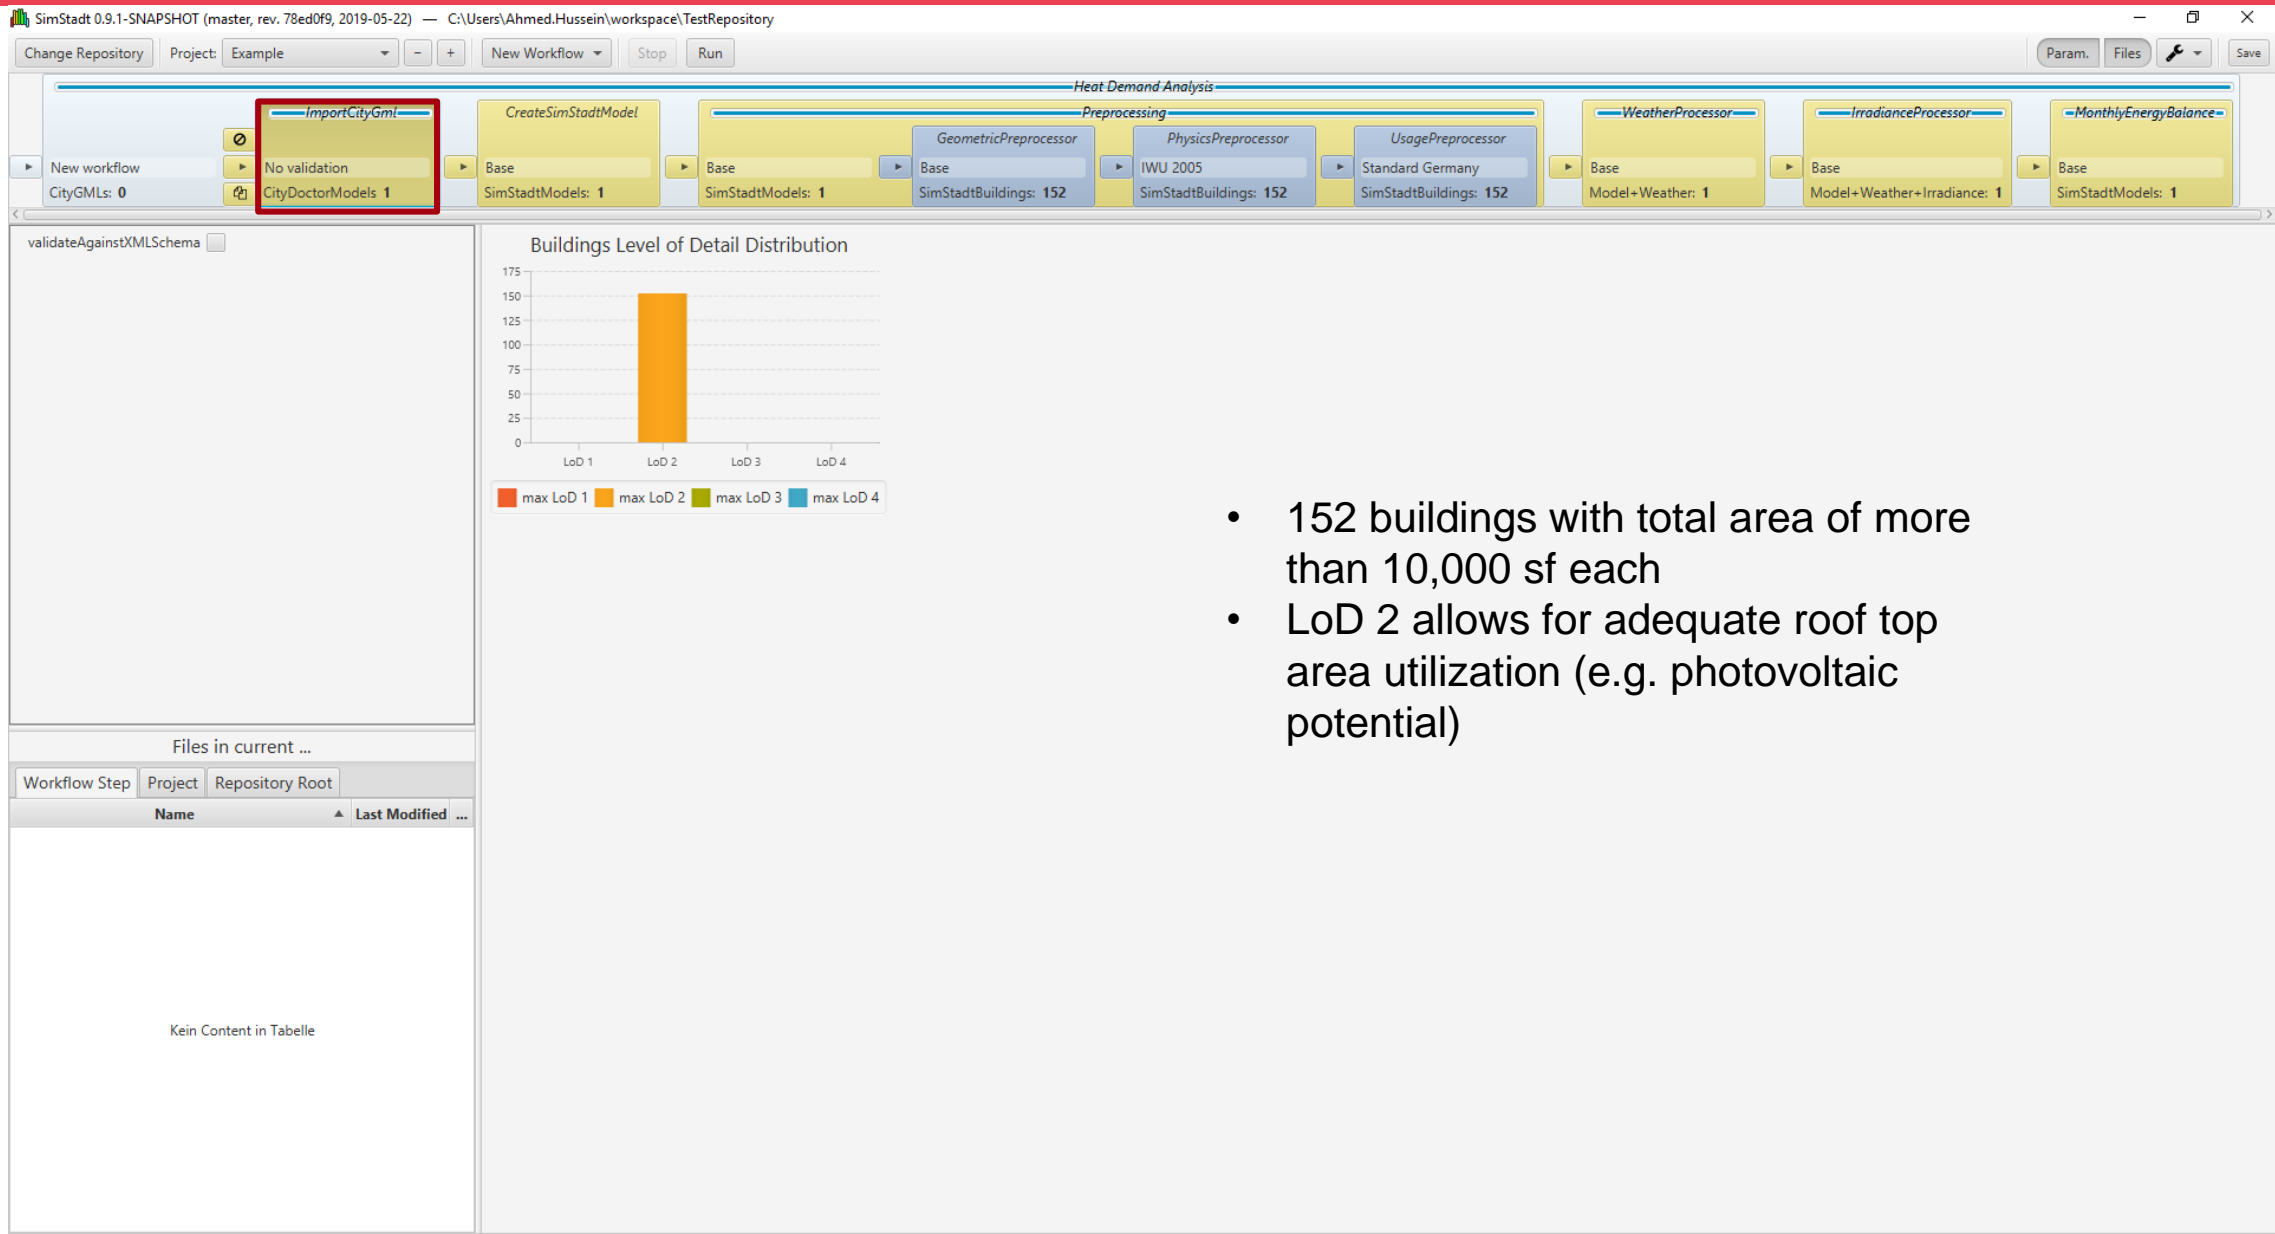 SimStadt 0.9.1-SNAPSHOT (master, rev. 78ed0f9, 2019-05-22) — C:\Users\Ahmed.Hussein\workspace\TestRepository
Change Repository Project: Example - + New Workflow Stop Run Param. Files Save
Heat Demand Analysis
ImportCityGml CreateSimStadtModel Preprocessing WeatherProcessor IrradianceProcessor MonthlyEnergyBalance
GeometricPreprocessor PhysicsPreprocessor UsagePreprocessor
New workflow No validation Base Base Base IWU 2005 Standard Germany Base Base Base
CityGMLs: 0 CityDoctorModels 1 SimStadtModels: 1 SimStadtModels: 1 SimStadtBuildings: 152 SimStadtBuildings: 152 SimStadtBuildings: 152 Model+Weather: 1 Model+Weather+Irradiance: 1 SimStadtModels: 1
validateAgainstXMLSchema
Buildings Level of Detail Distribution
175
150
125
100
75
50
25
0
LoD 1 LoD 2 LoD 3 LoD 4
max LoD 1 max LoD 2 max LoD 3 max LoD 4
• 152 buildings with total area of more
than 10,000 sf each
• LoD 2 allows for adequate roof top
area utilization (e.g. photovoltaic
potential)
Files in current ...
Workflow Step Project Repository Root
Name Last Modified ...
Kein Content in Tabelle